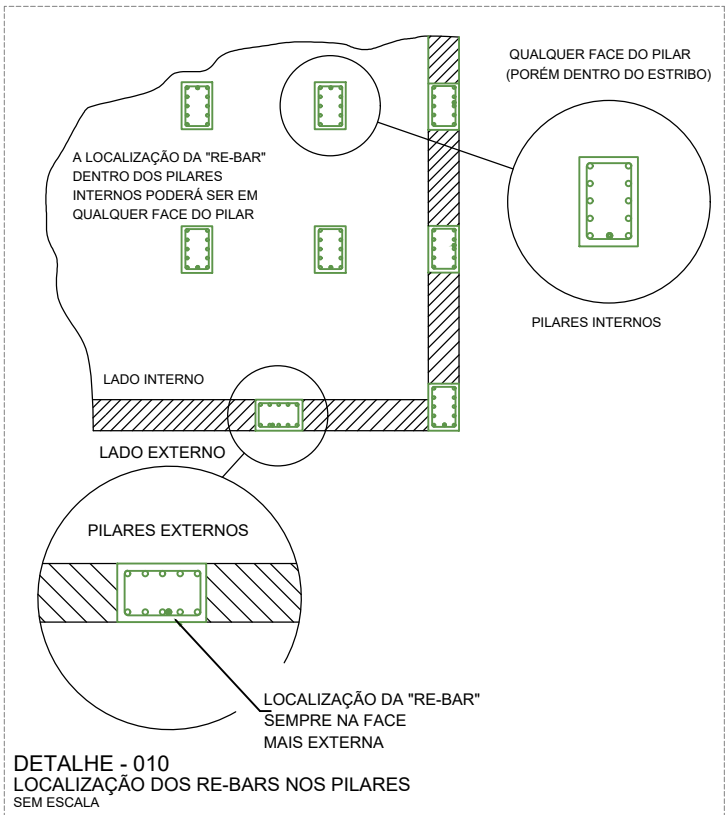 QUALQUER FACE DO PILAR
(PORÉM DENTRO DO ESTRIBO)
A LOCALIZAÇÃO DA "RE-BAR"
DENTRO DOS PILARES
INTERNOS PODERÁ SER EM
QUALQUER FACE DO PILAR
PILARES INTERNOS
LADO INTERNO
LADO EXTERNO
PILARES EXTERNOS
LOCALIZAÇÃO DA "RE-BAR"
SEMPRE NA FACE
MAIS EXTERNA
DETALHE - 010
LOCALIZAÇÃO DOS RE-BARS NOS PILARES
SEM ESCALA